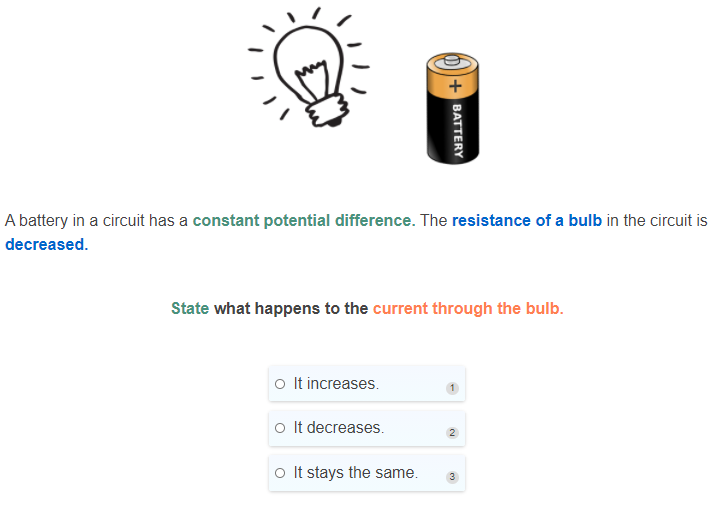 + BATTERY
A battery in a circuit has a constant potential difference. The resistance of a bulb in the circuit is
decreased.
State what happens to the current through the bulb.
It increases. 1
It decreases. 2
It stays the same. 3